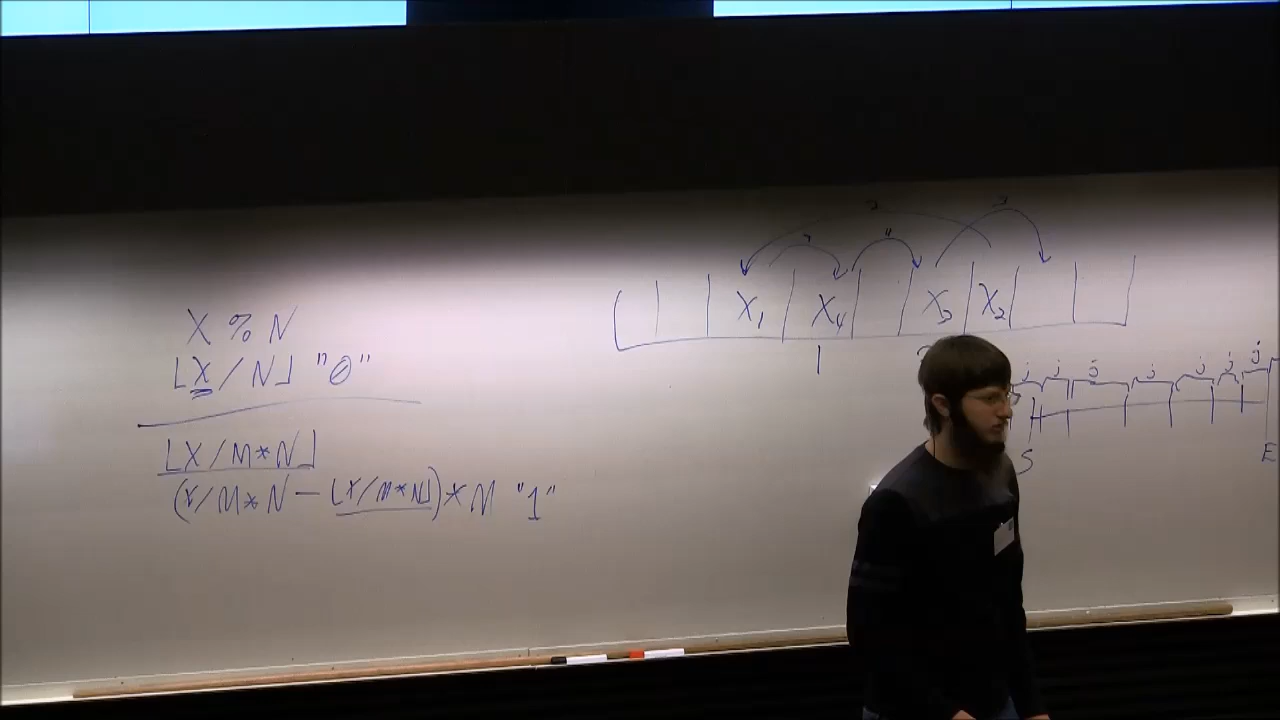 X % N
⌊X/N⌋ "0"
⌊X/M*N⌋
(X/M*N - ⌊X/M*N⌋)*M "1"
X1 X4 X3 X2
1
j j j j j j j
S E